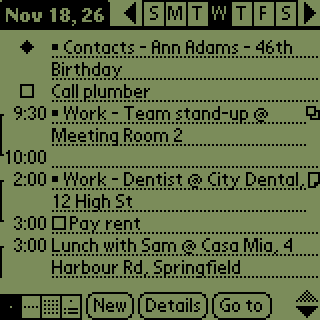 Nov 18, 26 S M T W T F S
Contacts - Ann Adams - 46th
Birthday
Call plumber
9:30 Work - Team stand-up @
Meeting Room 2
10:00
2:00 Work - Dentist @ City Dental,
12 High St
3:00 Pay rent
3:00 Lunch with Sam @ Casa Mia, 4
Harbour Rd, Springfield
New Details Go to